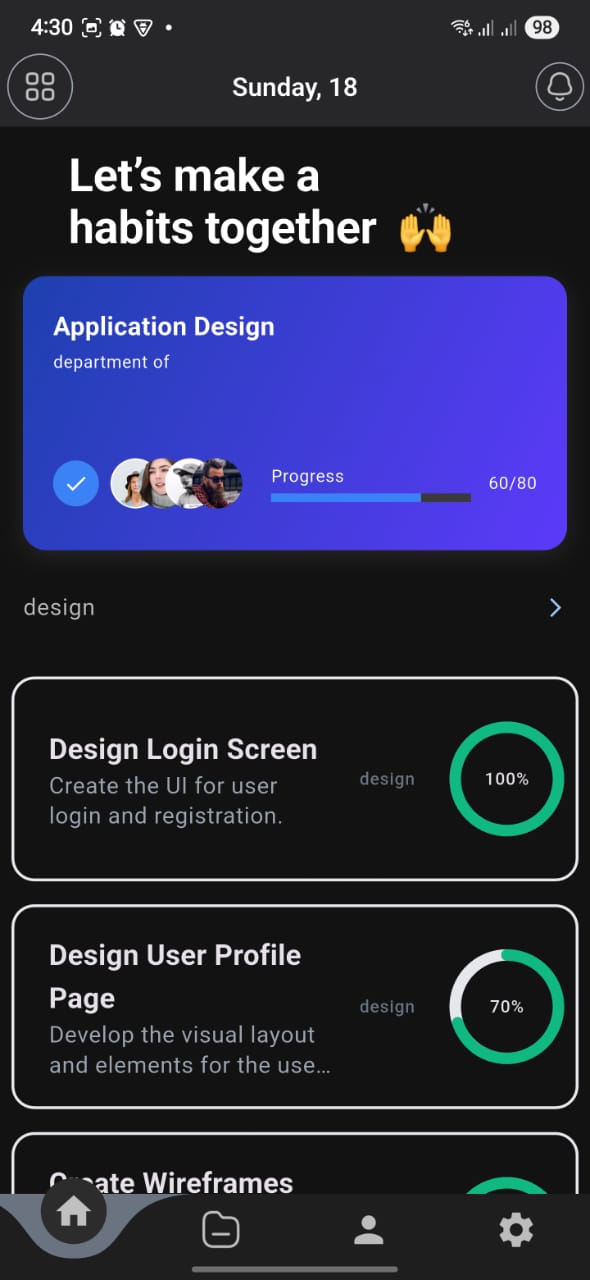 4:30
98
Sunday, 18
Let’s make a
habits together 🙌
Application Design
department of
Progress
60/80
design
Design Login Screen
Create the UI for user
login and registration.
design
100%
Design User Profile
Page
Develop the visual layout
and elements for the use...
design
70%
Create Wireframes